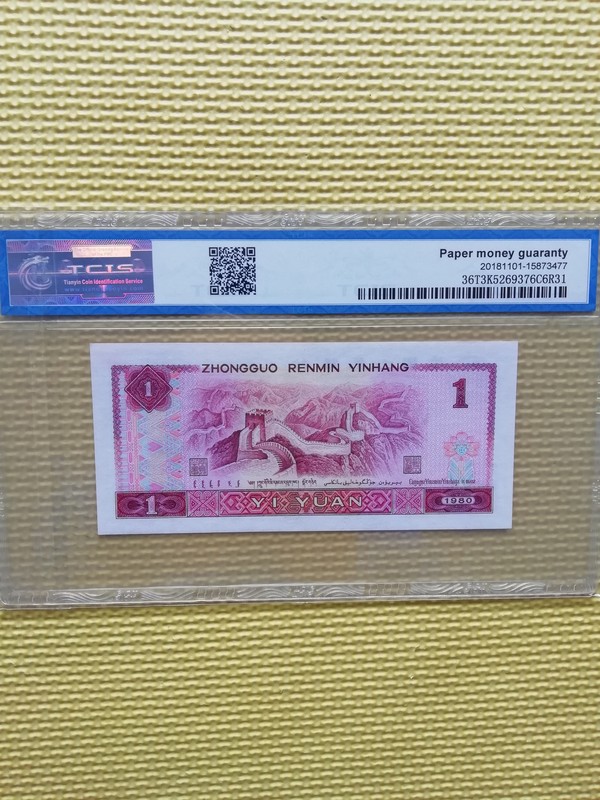 TCIS
Tianyin Coin Identification Service
Paper money guaranty
20181101-15873477
36T3K5269376C6R31
ZHONGGUO RENMIN YINHANG
1
1
1
YI YUAN
1980